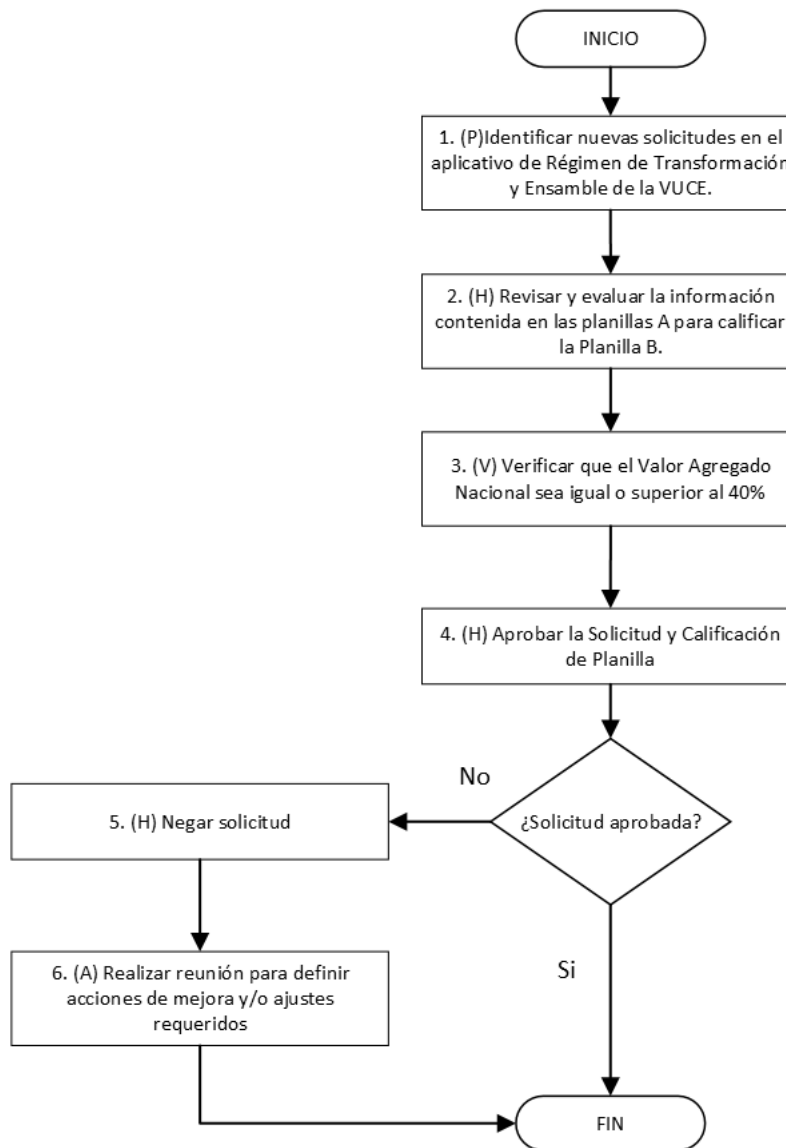 INICIO
1. (P)Identificar nuevas solicitudes en el
aplicativo de Régimen de Transformación
y Ensamble de la VUCE.
2. (H) Revisar y evaluar la información
contenida en las planillas A para calificar
la Planilla B.
3. (V) Verificar que el Valor Agregado
Nacional sea igual o superior al 40%
4. (H) Aprobar la Solicitud y Calificación
de Planilla
No
¿Solicitud aprobada?
5. (H) Negar solicitud
Si
6. (A) Realizar reunión para definir
acciones de mejora y/o ajustes
requeridos
FIN